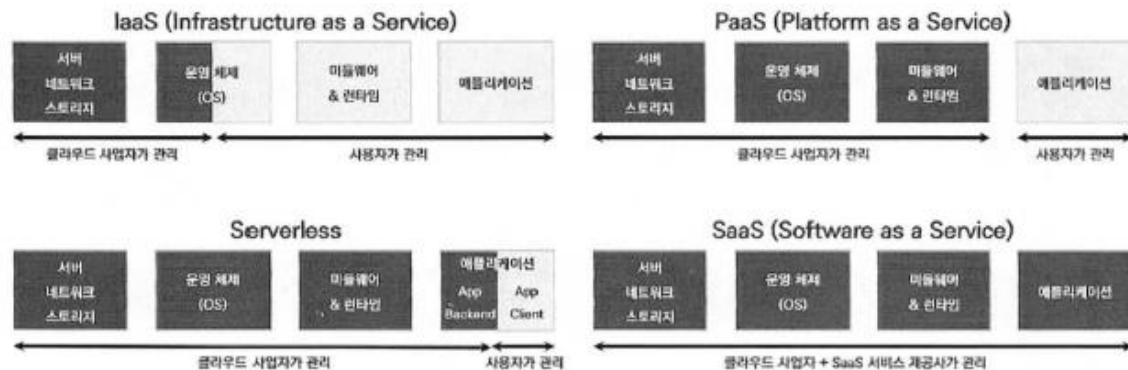 IaaS (Infrastructure as a Service)
서버
네트워크
스토리지
운영 체제
(OS)
미들웨어
& 런타임
애플리케이션
클라우드 사업자가 관리
사용자가 관리
PaaS (Platform as a Service)
서버
네트워크
스토리지
운영 체제
(OS)
미들웨어
& 런타임
애플리케이션
클라우드 사업자가 관리
사용자가 관리
Serverless
서버
네트워크
스토리지
운영 체제
(OS)
미들웨어
& 런타임
애플리케이션
App
Backend
App
Client
클라우드 사업자가 관리
사용자가 관리
SaaS (Software as a Service)
서버
네트워크
스토리지
운영 체제
(OS)
미들웨어
& 런타임
애플리케이션
클라우드 사업자 + SaaS 서비스 제공사가 관리